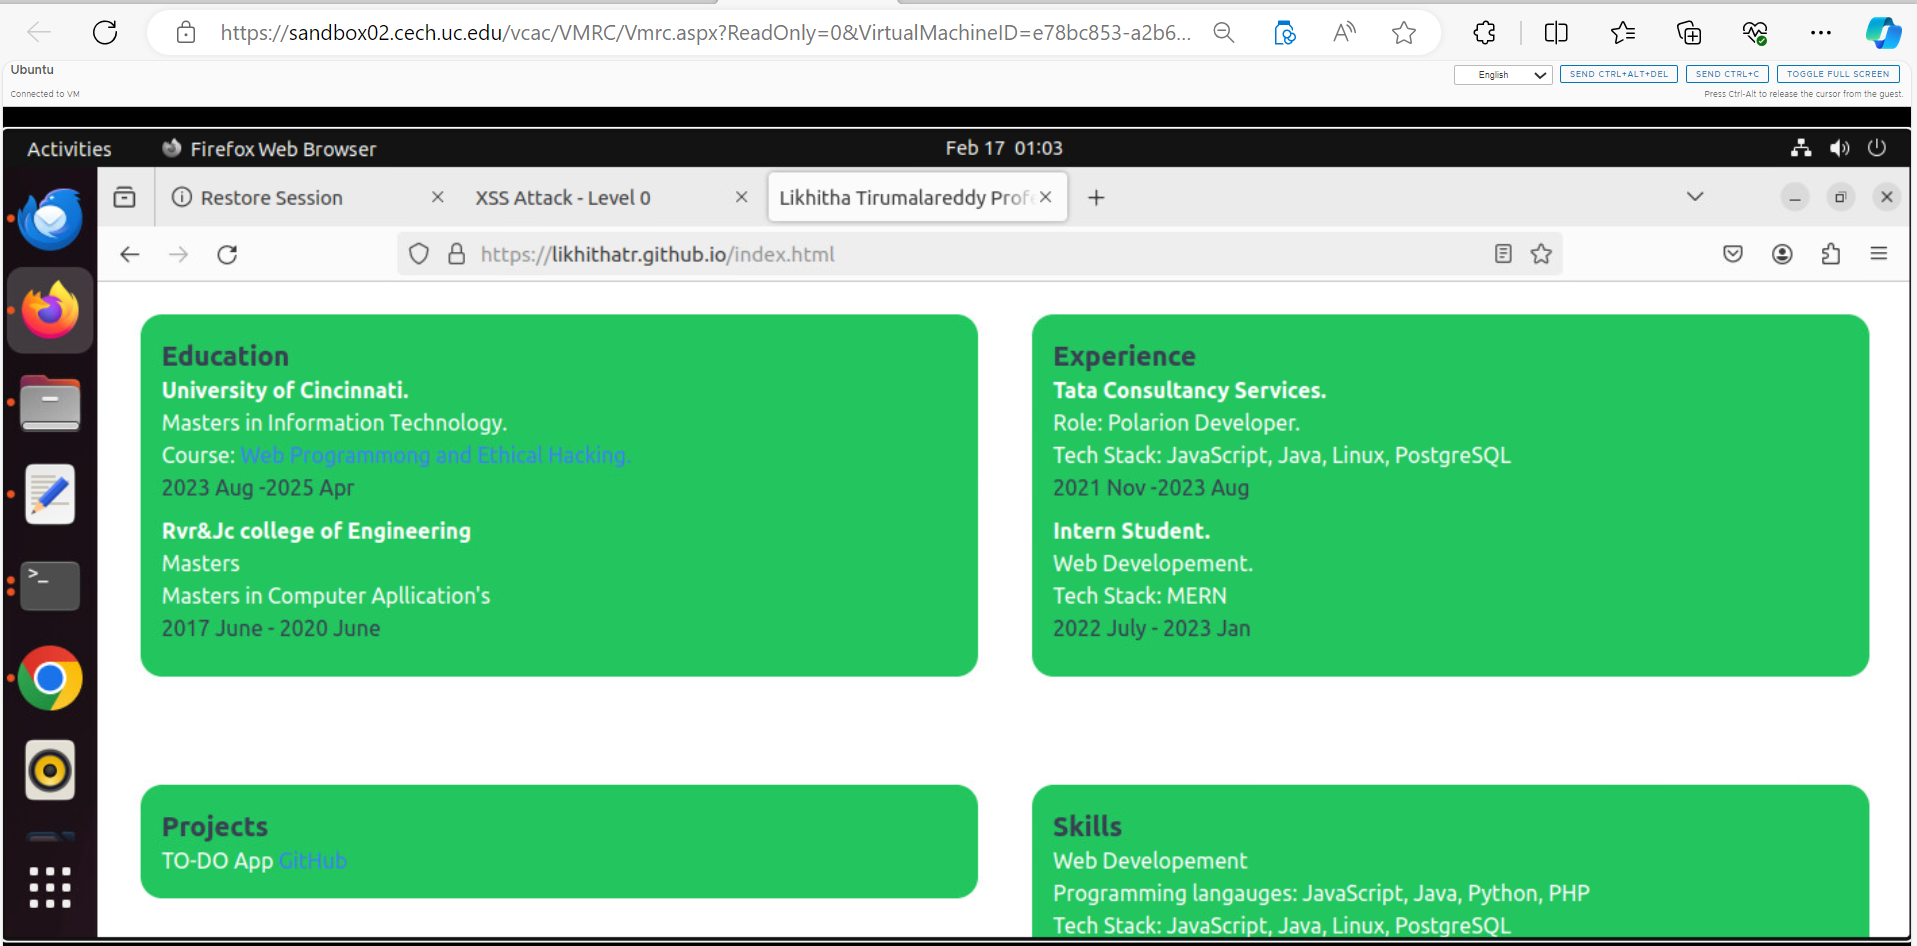 https://sandbox02.cech.uc.edu/vcac/VMRC/Vmrc.aspx?ReadOnly=0&VirtualMachineID=e78bc853-a2b6...
Ubuntu
English
SEND CTRL+ALT+DEL
SEND CTRL+C
TOGGLE FULL SCREEN
Connected to VM
Press Ctrl-Alt to release the cursor from the guest.
Activities
Firefox Web Browser
Feb 17 01:03
Restore Session
XSS Attack - Level 0
Likhitha Tirumalareddy Prof
https://likhithatr.github.io/index.html
Education
University of Cincinnati.
Masters in Information Technology.
Course: Web Programmong and Ethical Hacking.
2023 Aug -2025 Apr
Rvr&Jc college of Engineering
Masters
Masters in Computer Apllication's
2017 June - 2020 June
Experience
Tata Consultancy Services.
Role: Polarion Developer.
Tech Stack: JavaScript, Java, Linux, PostgreSQL
2021 Nov -2023 Aug
Intern Student.
Web Developement.
Tech Stack: MERN
2022 July - 2023 Jan
Projects
TO-DO App GitHub
Skills
Web Developement
Programming langauges: JavaScript, Java, Python, PHP
Tech Stack: JavaScript, Java, Linux, PostgreSQL